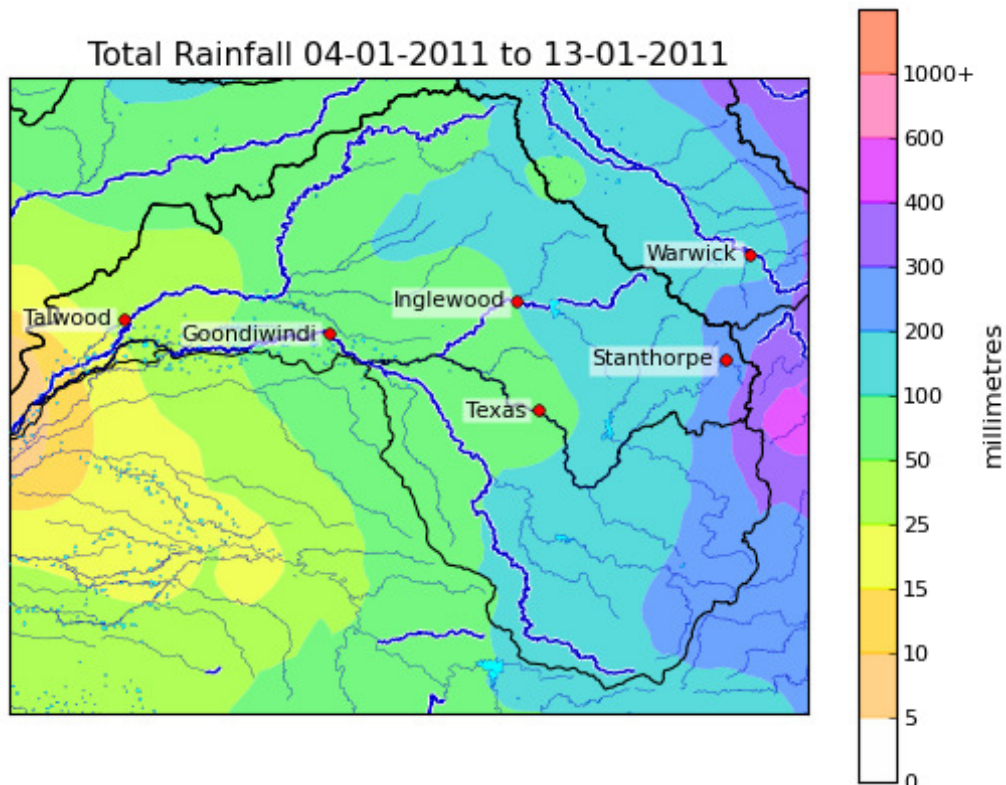 Total Rainfall 04-01-2011 to 13-01-2011
Warwick
Inglewood
Talwood
Goondiwindi
Stanthorpe
Texas
1000+
600
400
300
200
100
50
25
15
10
5
0
millimetres